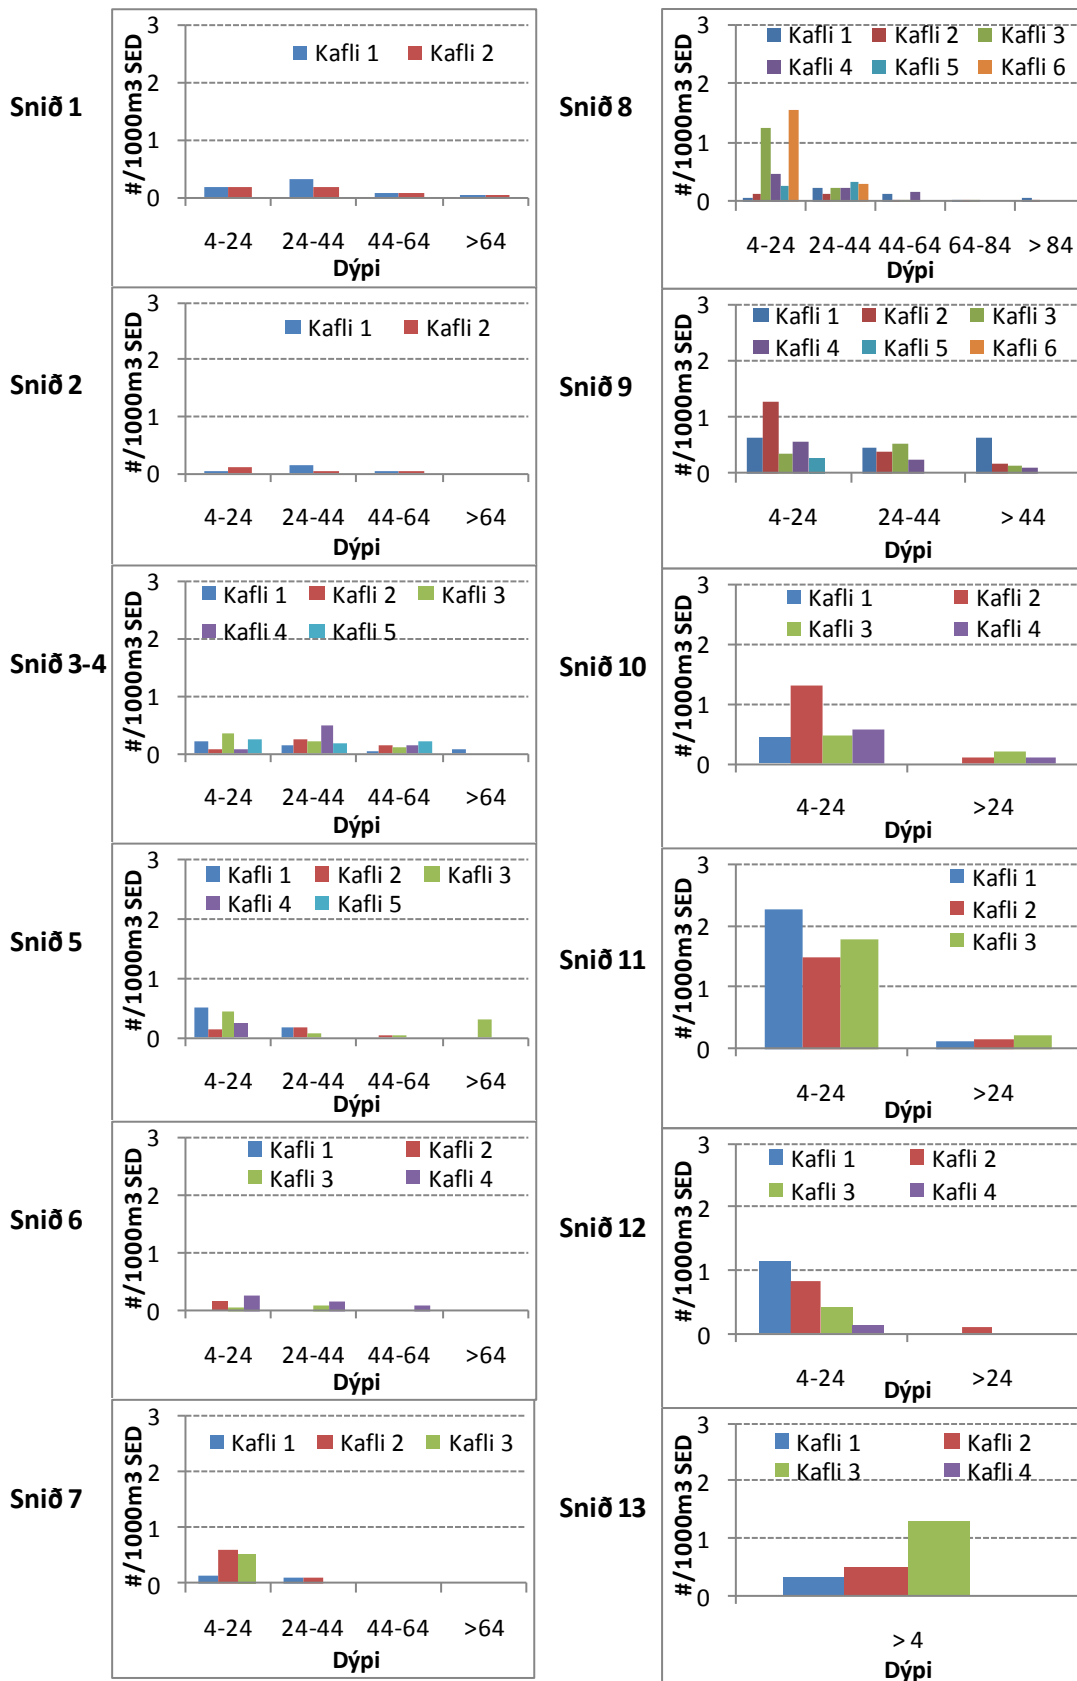 Snið 1
#/1000m3 SED
3
2
1
0
Kafli 1 Kafli 2
4-24 24-44 44-64 >64
Dýpi
Snið 2
#/1000m3 SED
3
2
1
0
Kafli 1 Kafli 2
4-24 24-44 44-64 >64
Dýpi
Snið 3-4
#/1000m3 SED
3
2
1
0
Kafli 1 Kafli 2 Kafli 3
Kafli 4 Kafli 5
4-24 24-44 44-64 >64
Dýpi
Snið 5
#/1000m3 SED
3
2
1
0
Kafli 1 Kafli 2 Kafli 3
Kafli 4 Kafli 5
4-24 24-44 44-64 >64
Dýpi
Snið 6
#/1000m3 SED
3
2
1
0
Kafli 1 Kafli 2
Kafli 3 Kafli 4
4-24 24-44 44-64 >64
Dýpi
Snið 7
#/1000m3 SED
3
2
1
0
Kafli 1 Kafli 2 Kafli 3
4-24 24-44 44-64 >64
Dýpi
Snið 8
#/1000m3 SED
3
2
1
0
Kafli 1 Kafli 2 Kafli 3
Kafli 4 Kafli 5 Kafli 6
4-24 24-44 44-64 64-84 > 84
Dýpi
Snið 9
#/1000m3 SED
3
2
1
0
Kafli 1 Kafli 2 Kafli 3
Kafli 4 Kafli 5 Kafli 6
4-24 24-44 > 44
Dýpi
Snið 10
#/1000m3 SED
3
2
1
0
Kafli 1 Kafli 2
Kafli 3 Kafli 4
4-24 >24
Dýpi
Snið 11
#/1000m3 SED
3
2
1
0
Kafli 1
Kafli 2
Kafli 3
4-24 >24
Dýpi
Snið 12
#/1000m3 SED
3
2
1
0
Kafli 1 Kafli 2
Kafli 3 Kafli 4
4-24 >24
Dýpi
Snið 13
#/1000m3 SED
3
2
1
0
Kafli 1 Kafli 2
Kafli 3 Kafli 4
> 4
Dýpi